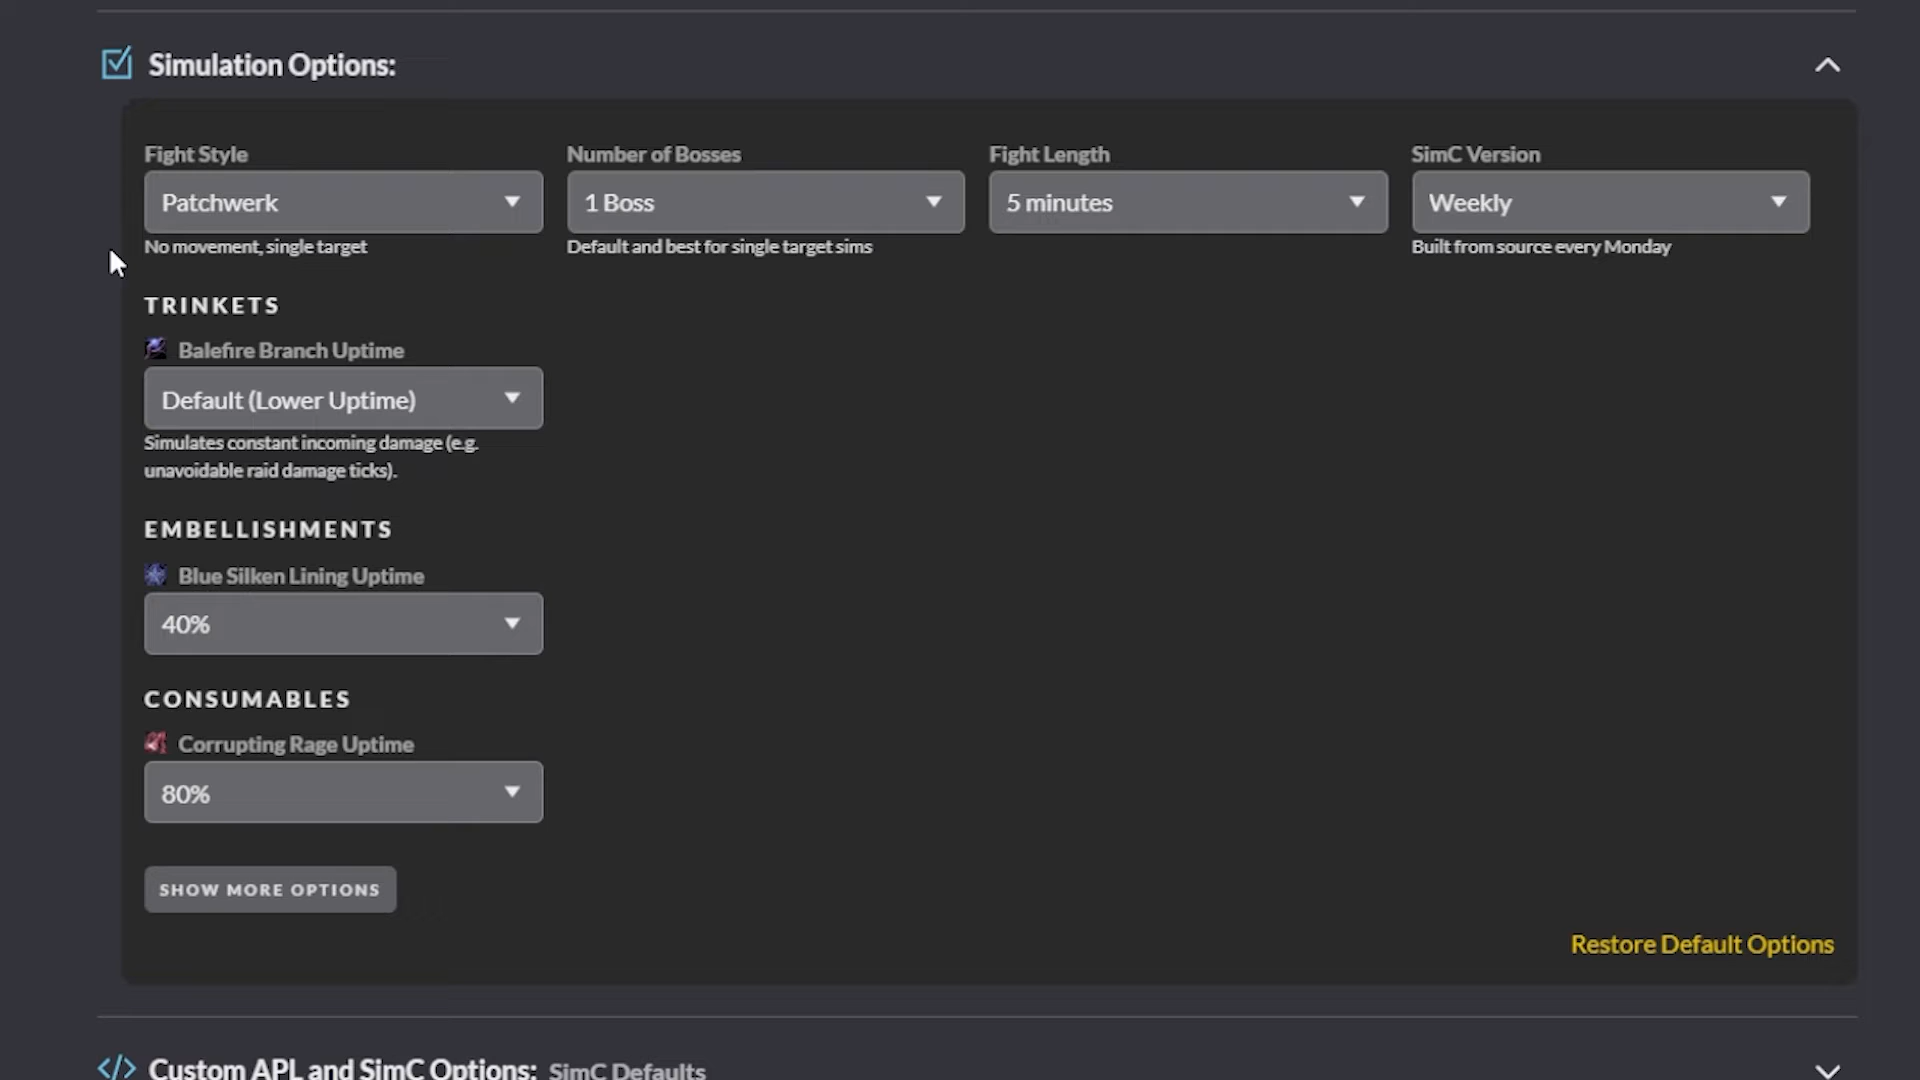 Simulation Options:
Fight Style
Number of Bosses
Fight Length
SimC Version
Patchwerk
1 Boss
5 minutes
Weekly
No movement, single target
Default and best for single target sims
Built from source every Monday
TRINKETS
Balefire Branch Uptime
Default (Lower Uptime)
Simulates constant incoming damage (e.g.
unavoidable raid damage ticks).
EMBELLISHMENTS
Blue Silken Lining Uptime
40%
CONSUMABLES
Corrupting Rage Uptime
80%
SHOW MORE OPTIONS
Restore Default Options
Custom APL and SimC Options: SimC Defaults